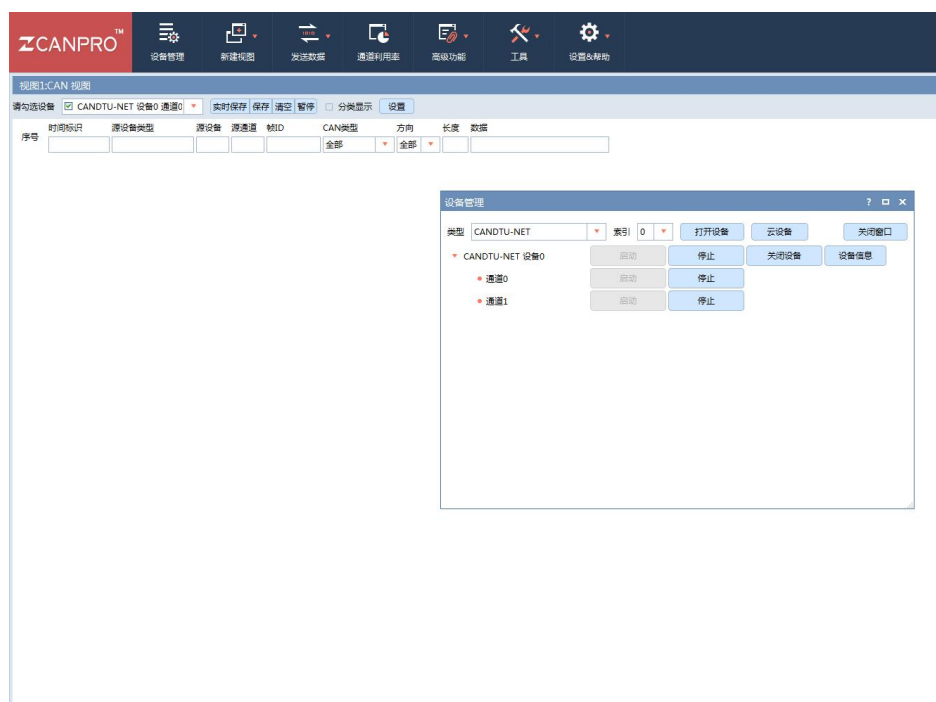 ZCANPRO™
设备管理 新建视图 发送数据 通道利用率 高级功能 工具 设置&帮助
视图1:CAN 视图
请勾选设备 CANDTU-NET 设备0 通道0 实时保存 保存 清空 暂停 分类显示 设置
序号 时间标识 源设备类型 源设备 源通道 帧ID CAN类型 方向 长度 数据
全部 全部
设备管理 ?
类型 CANDTU-NET 索引 0 打开设备 云设备 关闭窗口
CANDTU-NET 设备0 启动 停止 关闭设备 设备信息
通道0 启动 停止
通道1 启动 停止